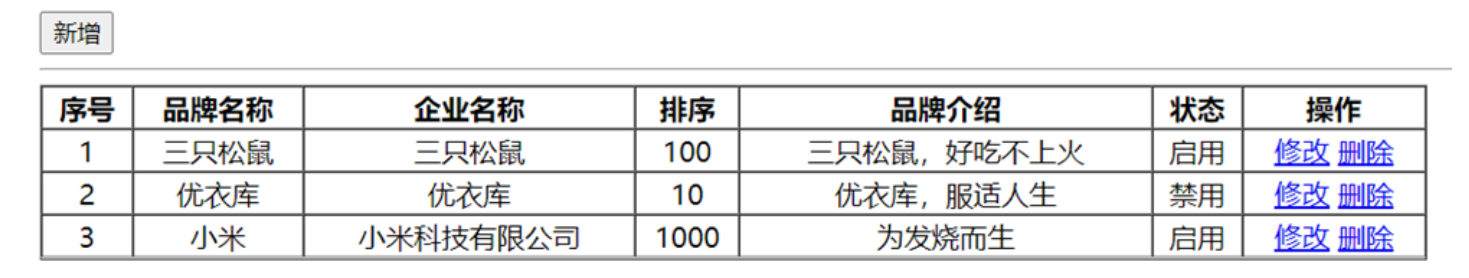 新增
序号 品牌名称 企业名称 排序 品牌介绍 状态 操作
1 三只松鼠 三只松鼠 100 三只松鼠，好吃不上火 启用 修改 删除
2 优衣库 优衣库 10 优衣库，服适人生 禁用 修改 删除
3 小米 小米科技有限公司 1000 为发烧而生 启用 修改 删除